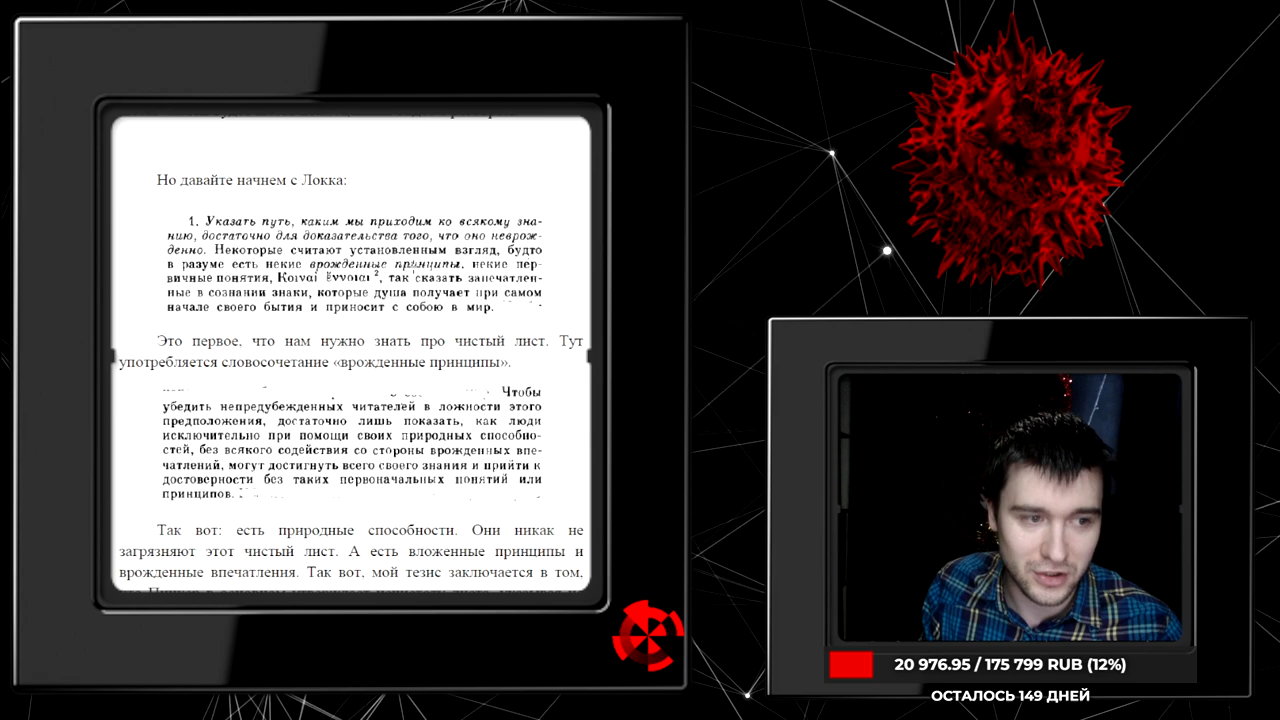 Но давайте начнем с Локка:
1. Указать путь, каким мы приходим ко всякому зна-
нию, достаточно для доказательства того, что оно неврож-
денно. Некоторые считают установленным взгляд, будто
в разуме есть некие врожденные принципы, некие пер-
вичные понятия, Κοιναὶ ἔννοιαι ², так сказать запечатлен-
ные в сознании знаки, которые душа получает при самом
начале своего бытия и приносит с собою в мир.
Это первое, что нам нужно знать про чистый лист. Тут
употребляется словосочетание «врожденные принципы».
Чтобы
убедить непредубежденных читателей в ложности этого
предположения, достаточно лишь показать, как люди
исключительно при помощи своих природных способно-
стей, без всякого содействия со стороны врожденных впе-
чатлений, могут достигнуть всего своего знания и прийти к
достоверности без таких первоначальных понятий или
принципов.
Так вот: есть природные способности. Они никак не
загрязняют этот чистый лист. А есть вложенные принципы и
врожденные впечатления. Так вот, мой тезис заключается в том,
20 976.95 / 175 799 RUB (12%)
ОСТАЛОСЬ 149 ДНЕЙ